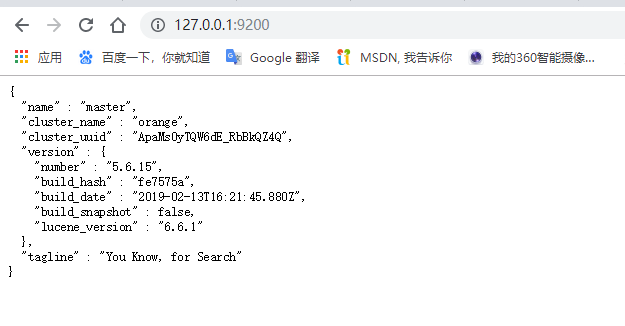 127.0.0.1:9200
应用 百度一下，你就知道 Google 翻译 MSDN, 我告诉你 我的360智能摄像...
{
"name" : "master",
"cluster_name" : "orange",
"cluster_uuid" : "ApaMsOyTQW6dE_RbBkQZ4Q",
"version" : {
"number" : "5.6.15",
"build_hash" : "fe7575a",
"build_date" : "2019-02-13T16:21:45.880Z",
"build_snapshot" : false,
"lucene_version" : "6.6.1"
},
"tagline" : "You Know, for Search"
}